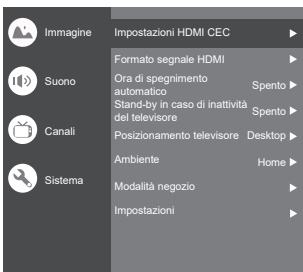 Immagine
Suono
Canali
Sistema
Impostazioni HDMI CEC
Formato segnale HDMI
Ora di spegnimento
automatico
Spento
Stand-by in caso di inattività
del televisore
Spento
Posizionamento televisore
Desktop
Ambiente
Home
Modalità negozio
Impostazioni